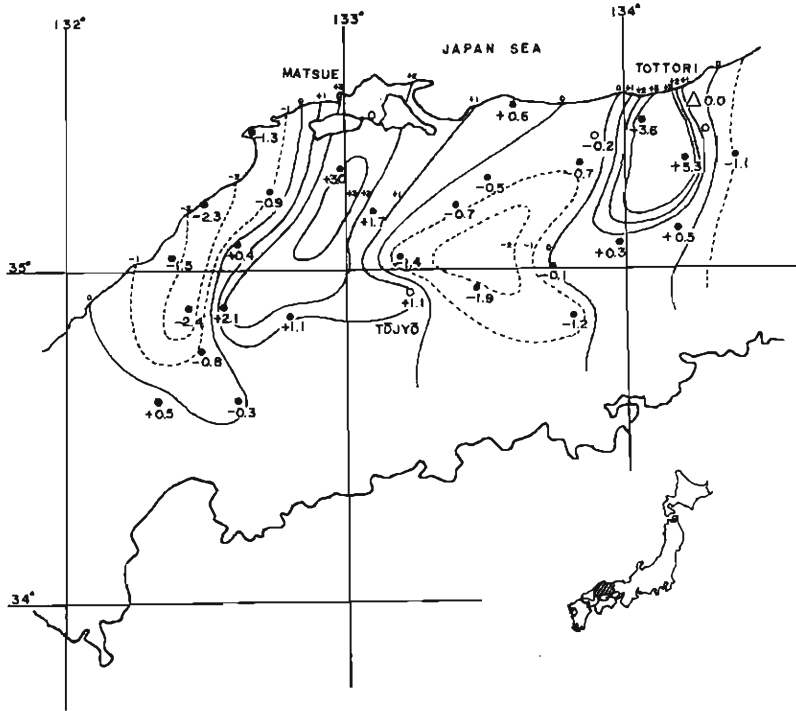 132° 133° 134°
JAPAN SEA
MATSUE TOTTORI
+0.6
△ 0.0
-1.3 +3.6
-0.2
+3.0 -0.7 +5.3 -1.1
-0.5
-2.3 -0.9 -0.7
+1.7
+0.4 +0.3 +0.5
35° -1.5 -1.4 -0.1
-1.9
-2.4 +2.1 +1.1 +1.1 -1.2
TŌJYŌ
-0.8
+0.5 -0.3
34°